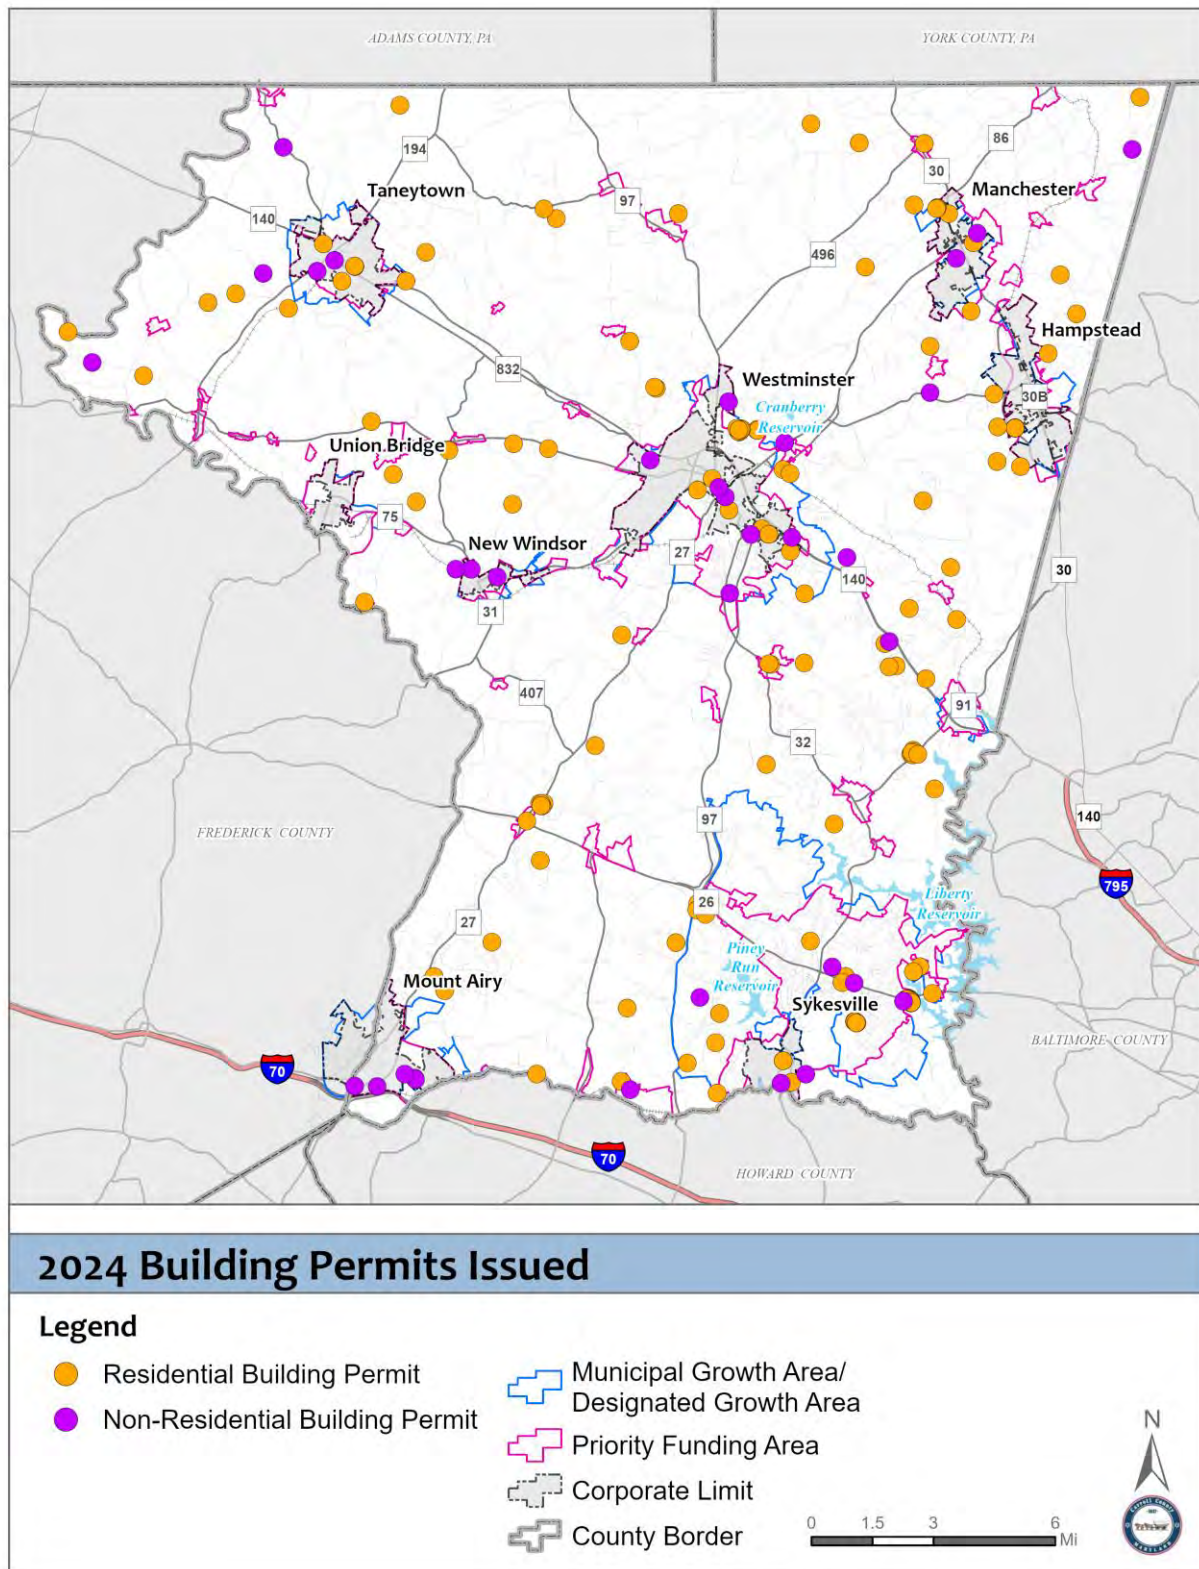 ADAMS COUNTY, PA
YORK COUNTY, PA
194
86
30
Taneytown
Manchester
97
140
496
Hampstead
832
Westminster
30B
Cranberry
Reservoir
Union Bridge
75
New Windsor
27
140
30
31
407
91
32
97
140
FREDERICK COUNTY
795
26
Liberty
Reservoir
27
Piney
Run
Reservoir
Mount Airy
Sykesville
BALTIMORE COUNTY
70
70
HOWARD COUNTY
2024 Building Permits Issued
Legend
Residential Building Permit
Non-Residential Building Permit
Municipal Growth Area/
Designated Growth Area
Priority Funding Area
Corporate Limit
County Border
N
0 1.5 3 6
Mi
Carroll County
MARYLAND